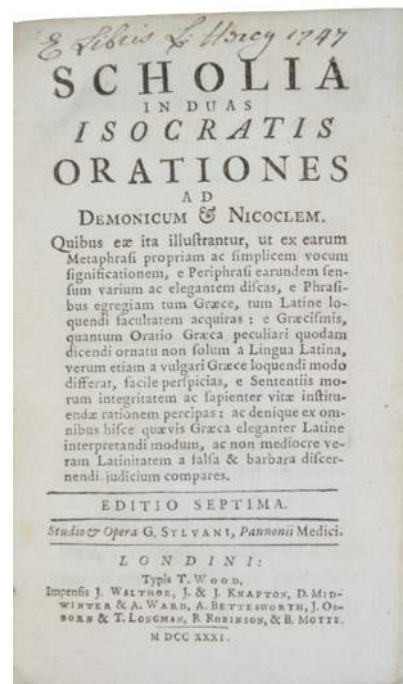 E Libris L: Hor⁠cy 1747
SCHOLIA
IN DUAS
ISOCRATIS
ORATIONES
AD
DEMONICUM & NICOCLEM.
Quibus eæ ita illuſtrantur, ut ex earum
Metaphraſi propriam ac ſimplicem vocum
ſignificationem, e Periphraſi earundem ſen-
ſum varium ac elegantem diſcas, e Phraſi-
bus egregiam tum Græce, tum Latine lo-
quendi facultatem acquiras : e Græciſmis,
quantum Oratio Græca peculiari quodam
dicendi ornatu non ſolum à Lingua Latina,
verum etiam a vulgari Græce loquendi modo
differat, facile perſpicias, e Sententiis mo-
rum integritatem ac ſapienter vitæ inſtitu-
endæ rationem percipas : ac denique ex om-
nibus hiſce quævis Græca eleganter Latine
interpretandi modum, ac non mediocre ve-
ram Latinitatem a falſa & barbara diſcer-
nendi judicium compares.
EDITIO SEPTIMA.
Studio & Opera G. SYLVANI, Pannonii Medici.
LONDINI:
Typis T. WOOD,
Impenſis J. WALTHOE, J. & J. KNAPTON, D. MID-
WINTER & A. WARD, A. BETTESWORTH, J. OS-
BORN & T. LONGMAN, R. ROBINSON, & B. MOTTE.
M DCC XXXI.